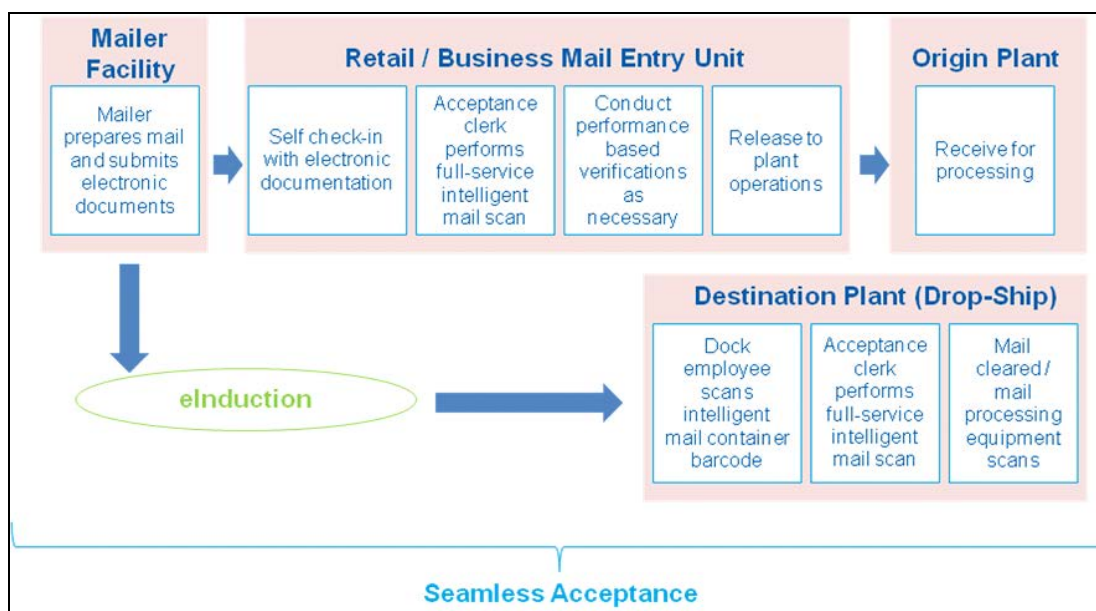 Mailer
Facility
Mailer
prepares mail
and submits
electronic
documents
Retail / Business Mail Entry Unit
Self check-in
with electronic
documentation
Acceptance
clerk
performs
full-service
intelligent
mail scan
Conduct
performance
based
verifications
as
necessary
Release to
plant
operations
Origin Plant
Receive for
processing
eInduction
Destination Plant (Drop-Ship)
Dock
employee
scans
intelligent
mail container
barcode
Acceptance
clerk
performs
full-service
intelligent
mail scan
Mail
cleared/
mail
processing
equipment
scans
Seamless Acceptance